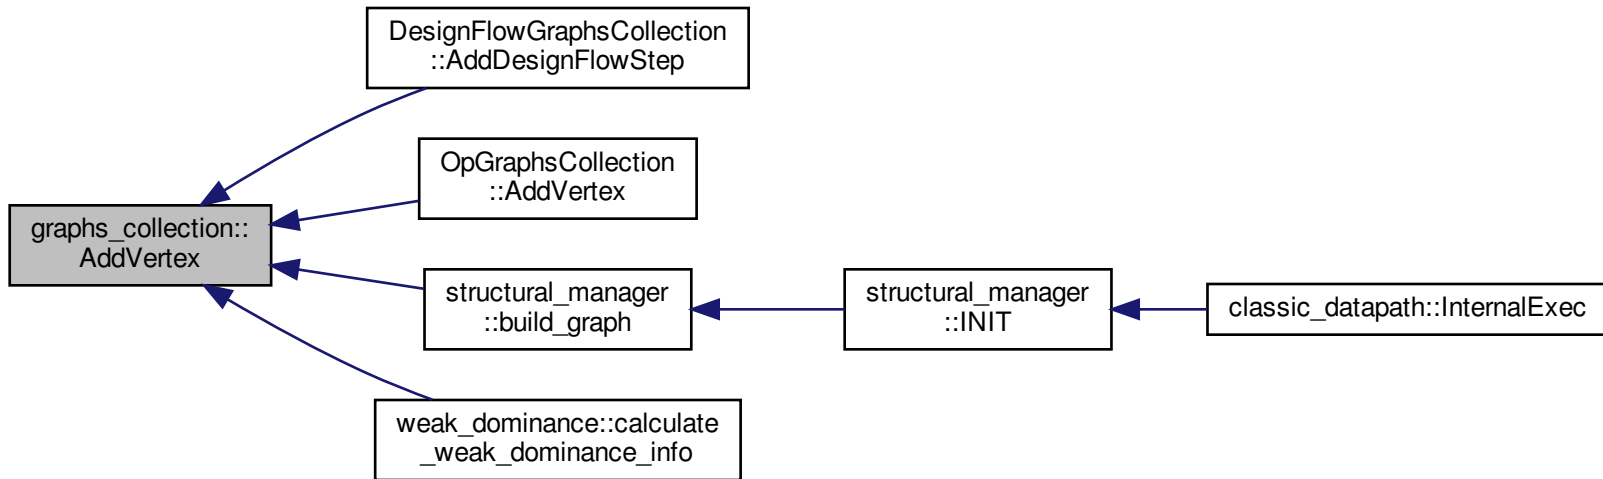 DesignFlowGraphsCollection
::AddDesignFlowStep
OpGraphsCollection
::AddVertex
graphs_collection::
AddVertex
structural_manager
::build_graph
structural_manager
::INIT
classic_datapath::InternalExec
weak_dominance::calculate
_weak_dominance_info